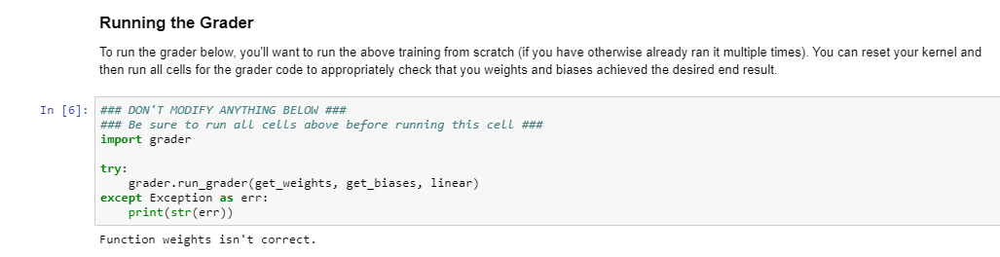 Running the Grader
To run the grader below, you'll want to run the above training from scratch (if you have otherwise already ran it multiple times). You can reset your kernel and
then run all cells for the grader code to appropriately check that you weights and biases achieved the desired end result.
In [6]: ### DON'T MODIFY ANYTHING BELOW ###
### Be sure to run all cells above before running this cell ###
import grader
try:
    grader.run_grader(get_weights, get_biases, linear)
except Exception as err:
    print(str(err))
Function weights isn't correct.